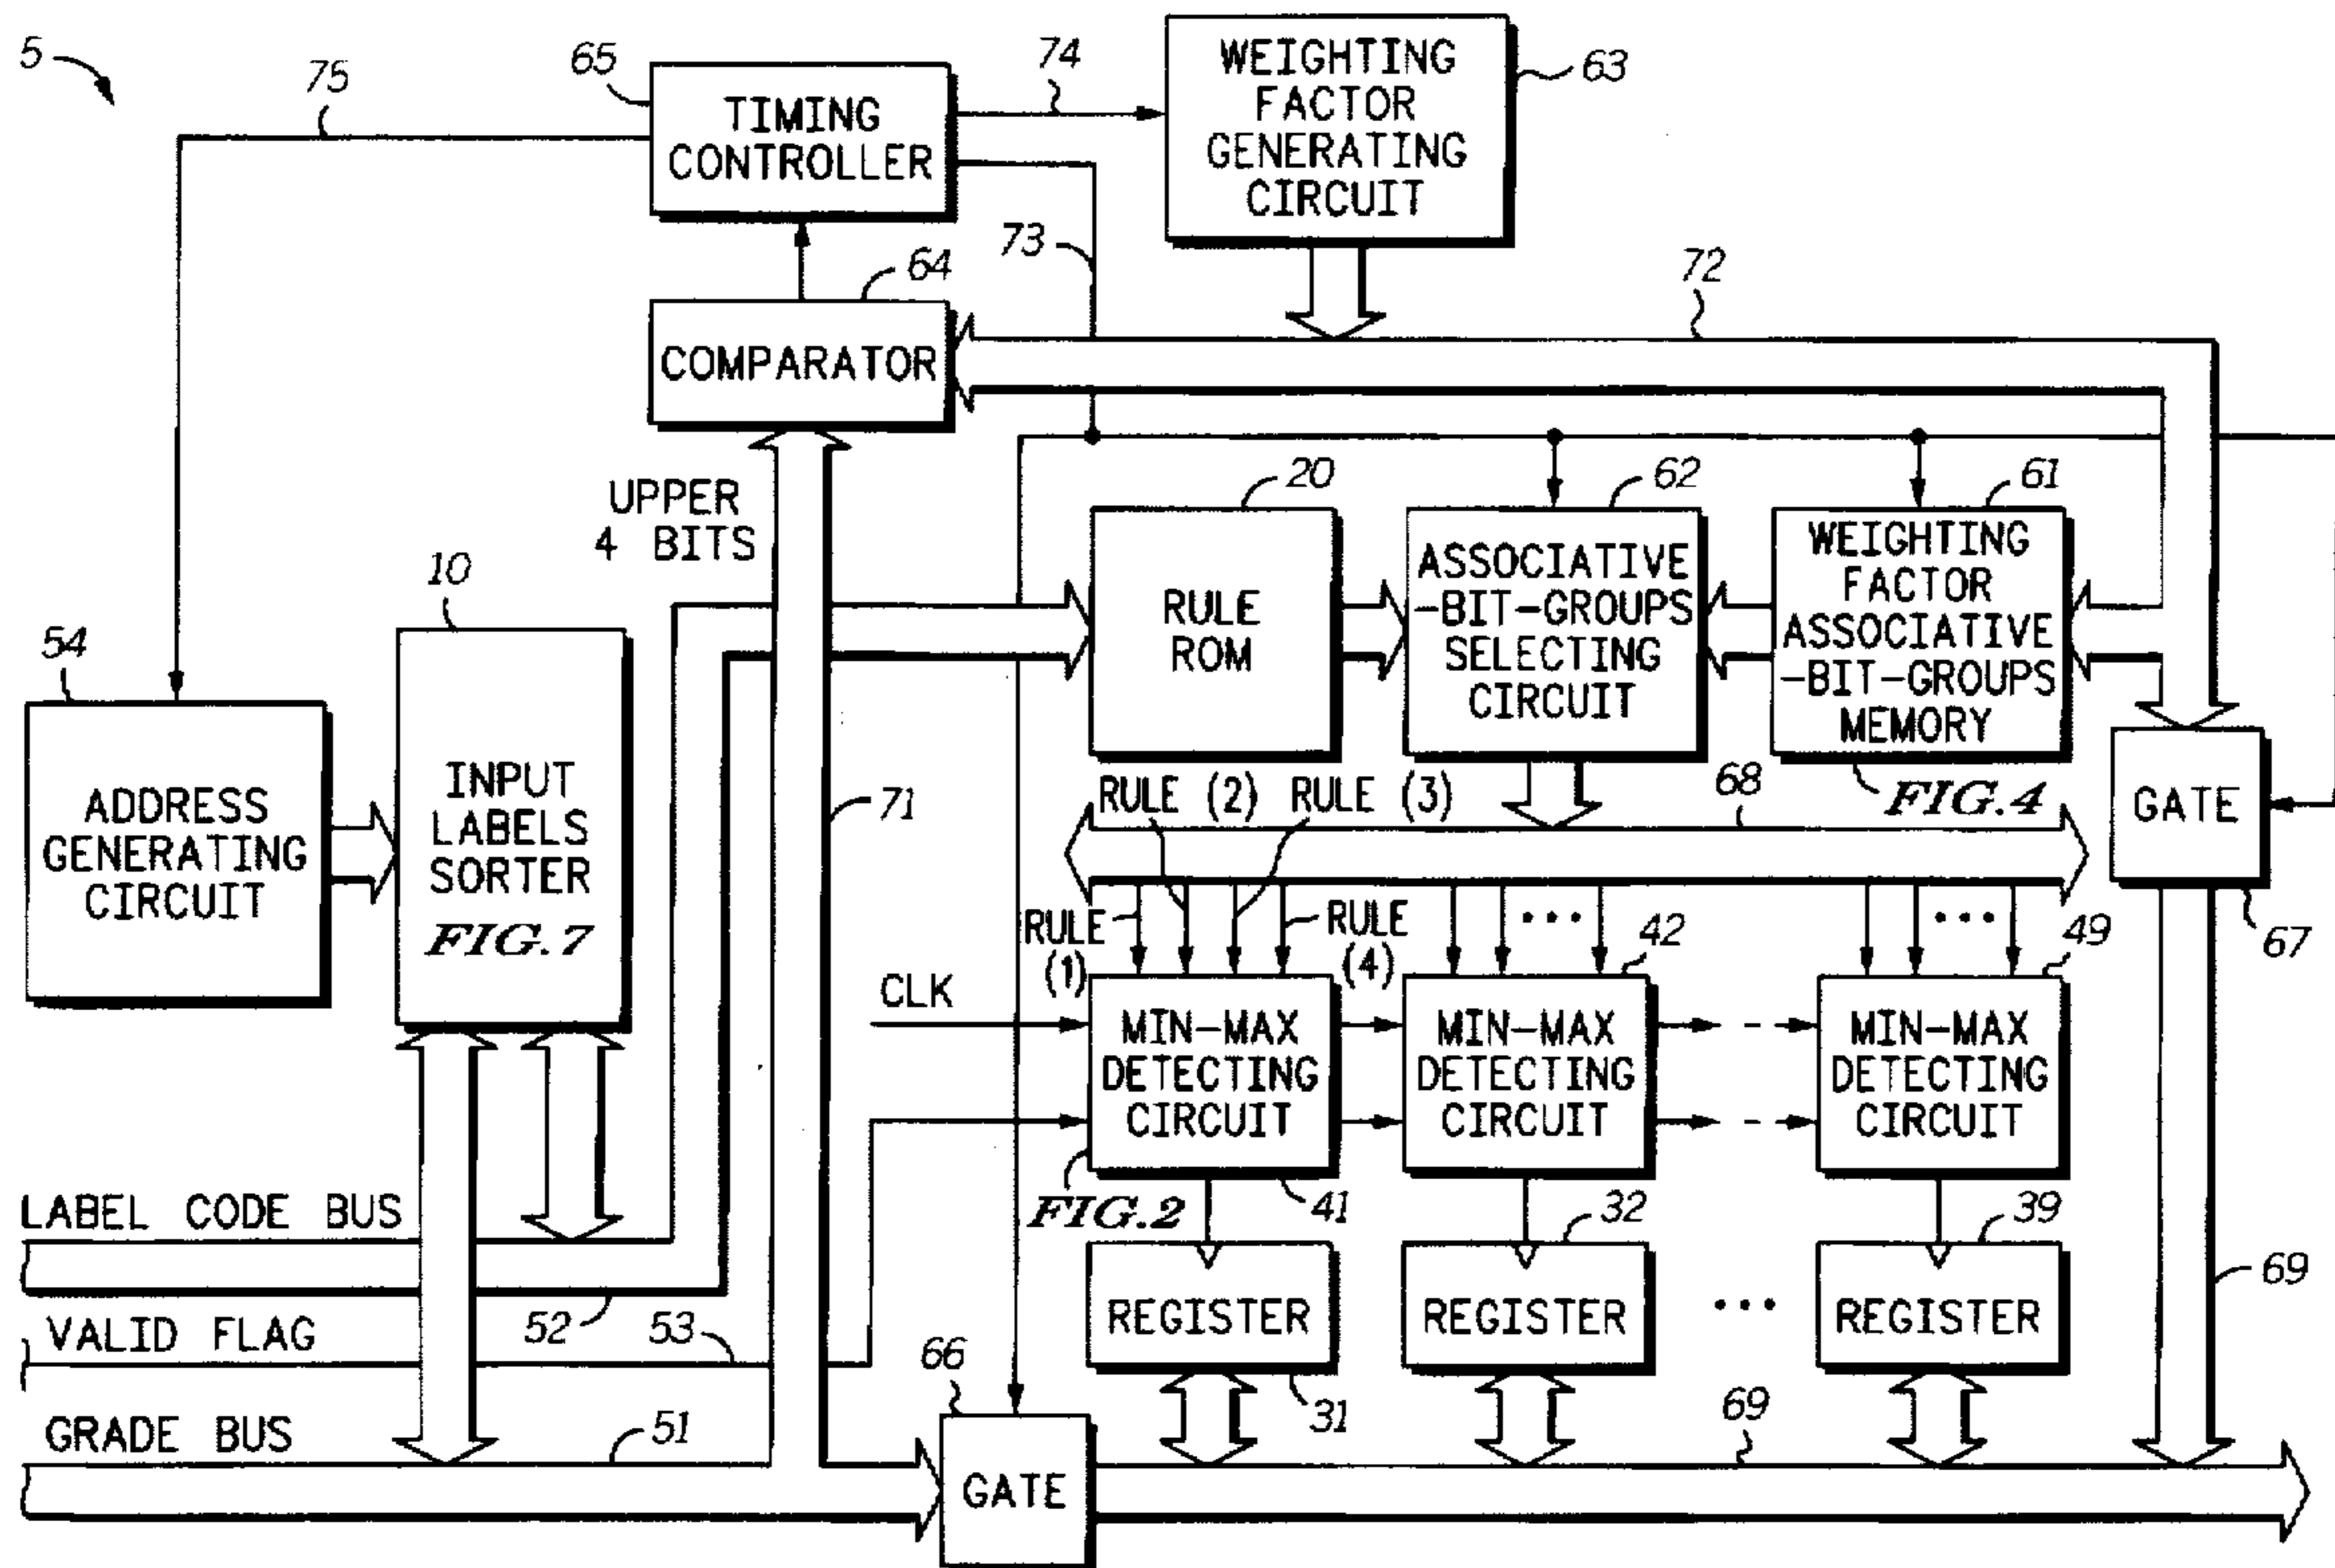 5
75
65
TIMING
CONTROLLER
74
WEIGHTING
FACTOR
GENERATING
CIRCUIT
63
73
64
COMPARATOR
72
UPPER
4 BITS
10
INPUT
LABELS
SORTER
FIG.7
54
ADDRESS
GENERATING
CIRCUIT
71
20
RULE
ROM
62
ASSOCIATIVE
-BIT-GROUPS
SELECTING
CIRCUIT
61
WEIGHTING
FACTOR
ASSOCIATIVE
-BIT-GROUPS
MEMORY
FIG.4
GATE
67
RULE (2) RULE (3)
68
RULE
(1)
RULE
(4)
CLK
MIN-MAX
DETECTING
CIRCUIT
FIG.2
41
42
MIN-MAX
DETECTING
CIRCUIT
49
MIN-MAX
DETECTING
CIRCUIT
LABEL CODE BUS
52
VALID FLAG
53
GRADE BUS
51
REGISTER
31
32
REGISTER
39
REGISTER
69
66
GATE
69